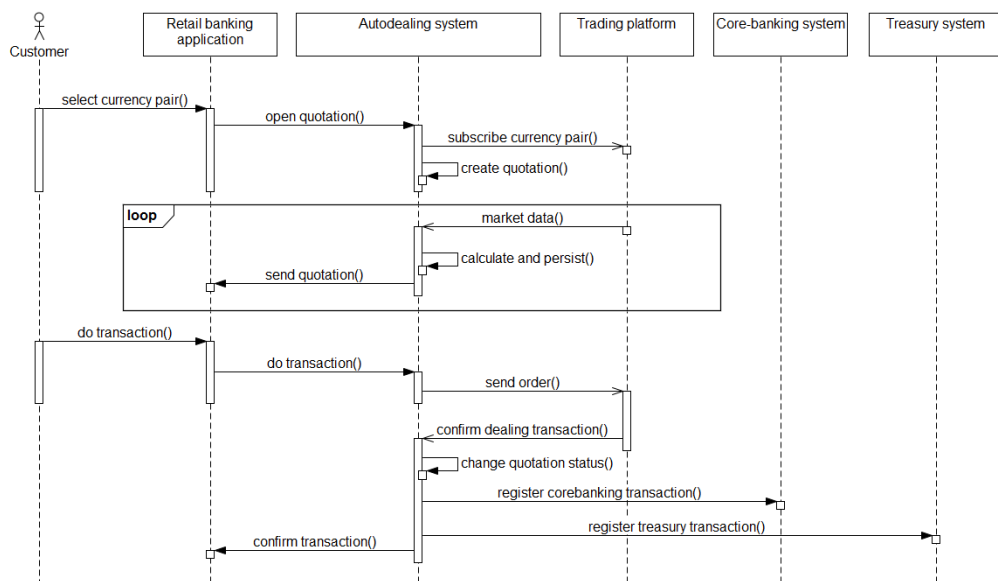 Customer
Retail banking
application
Autodealing system
Trading platform
Core-banking system
Treasury system
select currency pair()
open quotation()
subscribe currency pair()
create quotation()
loop
market data()
calculate and persist()
send quotation()
do transaction()
do transaction()
send order()
confirm dealing transaction()
change quotation status()
register corebanking transaction()
register treasury transaction()
confirm transaction()